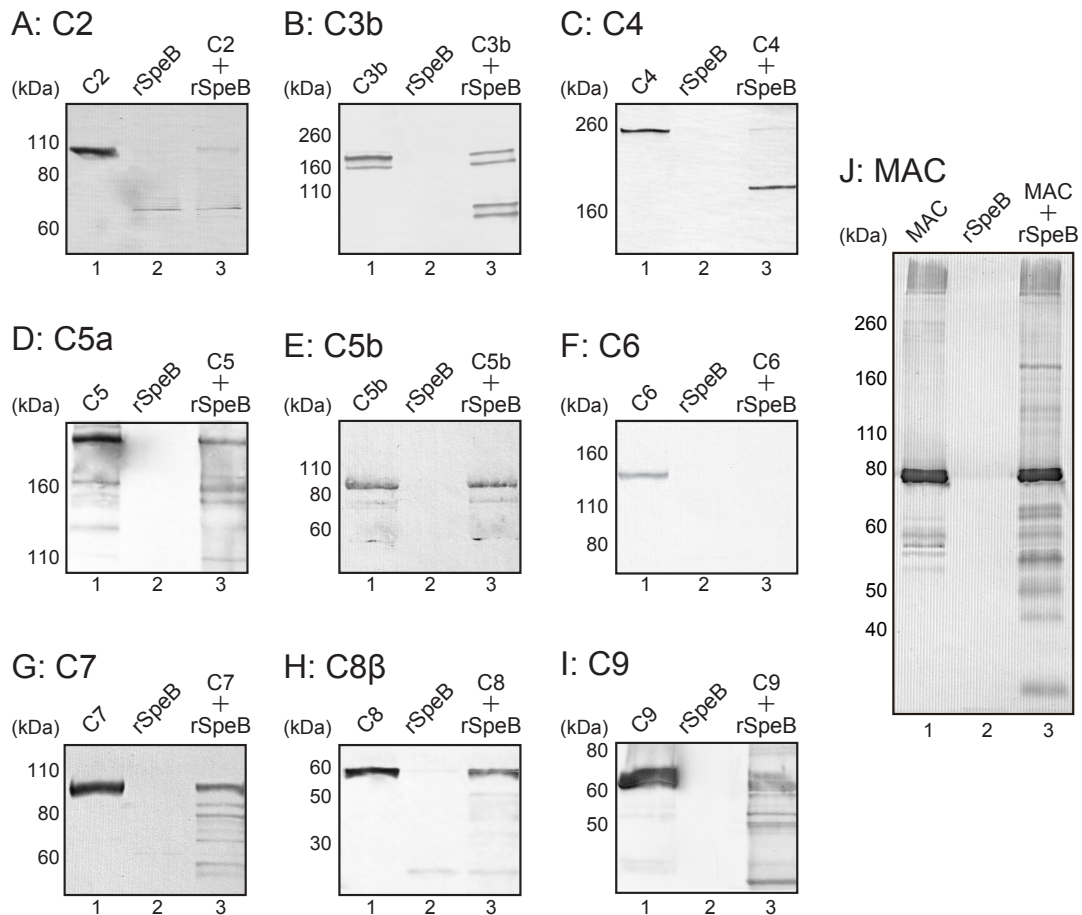 A: C2
(kDa)
C2
rSpeB
C2
+
rSpeB
110
80
60
1 2 3
B: C3b
(kDa)
C3b
rSpeB
C3b
+
rSpeB
260
160
110
1 2 3
C: C4
(kDa)
C4
rSpeB
C4
+
rSpeB
260
160
1 2 3
D: C5a
(kDa)
C5
rSpeB
C5
+
rSpeB
160
110
1 2 3
E: C5b
(kDa)
C5b
rSpeB
C5b
+
rSpeB
110
80
60
1 2 3
F: C6
(kDa)
C6
rSpeB
C6
+
rSpeB
160
110
80
1 2 3
G: C7
(kDa)
C7
rSpeB
C7
+
rSpeB
110
80
60
1 2 3
H: C8β
(kDa)
C8
rSpeB
C8
+
rSpeB
60
50
30
1 2 3
I: C9
(kDa)
C9
rSpeB
C9
+
rSpeB
80
60
50
1 2 3
J: MAC
(kDa)
MAC
rSpeB
MAC
+
rSpeB
260
160
110
80
60
50
40
1 2 3